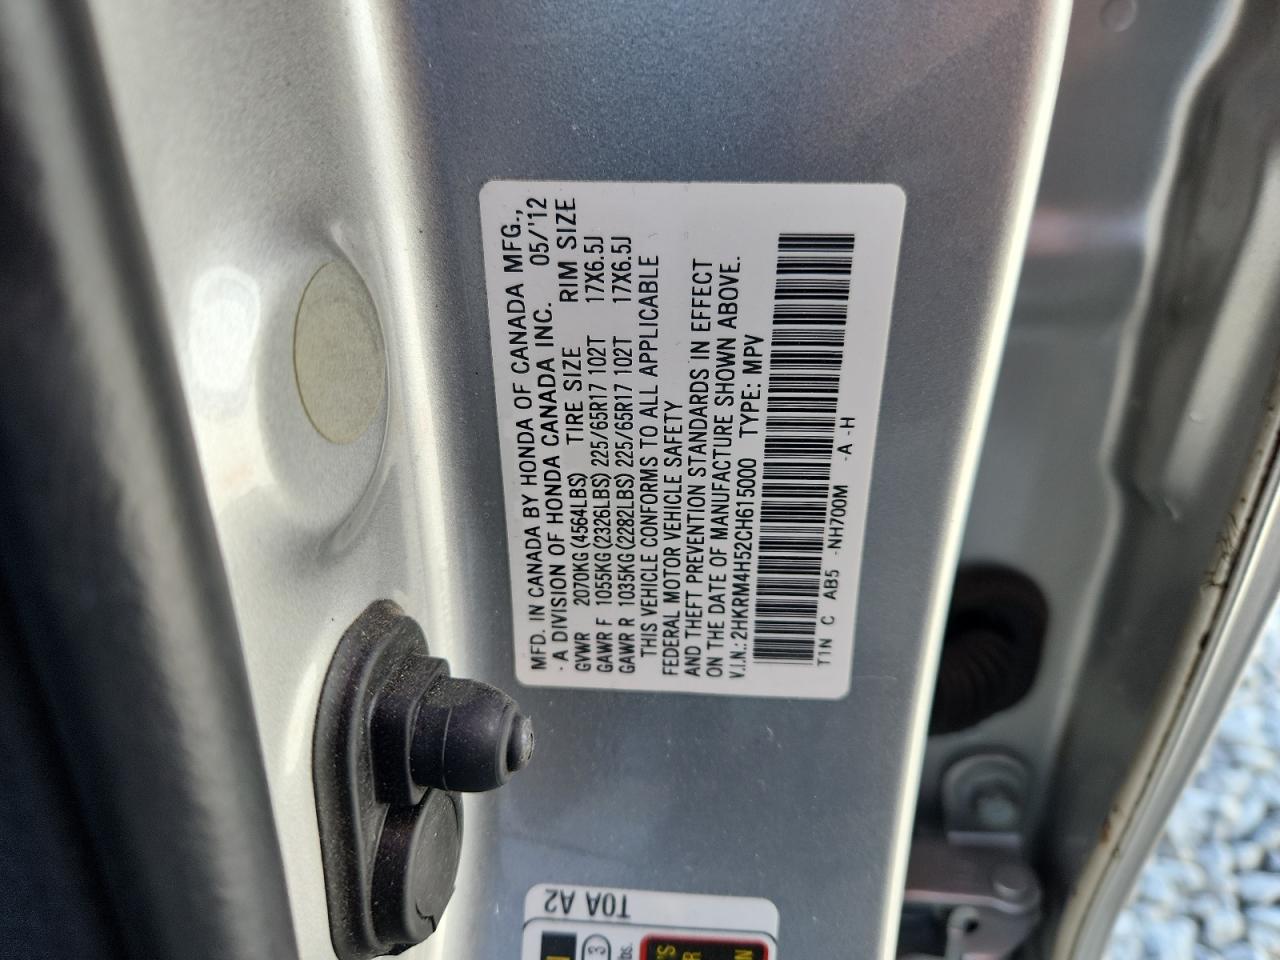 MFD. IN CANADA BY HONDA OF CANADA MFG.,
- A DIVISION OF HONDA CANADA INC. 05/'12
GVWR 2070KG (4564LBS) TIRE SIZE RIM SIZE
GAWR F 1055KG (2326LBS) 225/65R17 102T 17X6.5J
GAWR R 1035KG (2282LBS) 225/65R17 102T 17X6.5J
THIS VEHICLE CONFORMS TO ALL APPLICABLE
FEDERAL MOTOR VEHICLE SAFETY
AND THEFT PREVENTION STANDARDS IN EFFECT
ON THE DATE OF MANUFACTURE SHOWN ABOVE.
V.I.N.: 2HKRM4H52CH615000 TYPE: MPV
T1N C AB5 -NH700M -A -H
T0A A2
3